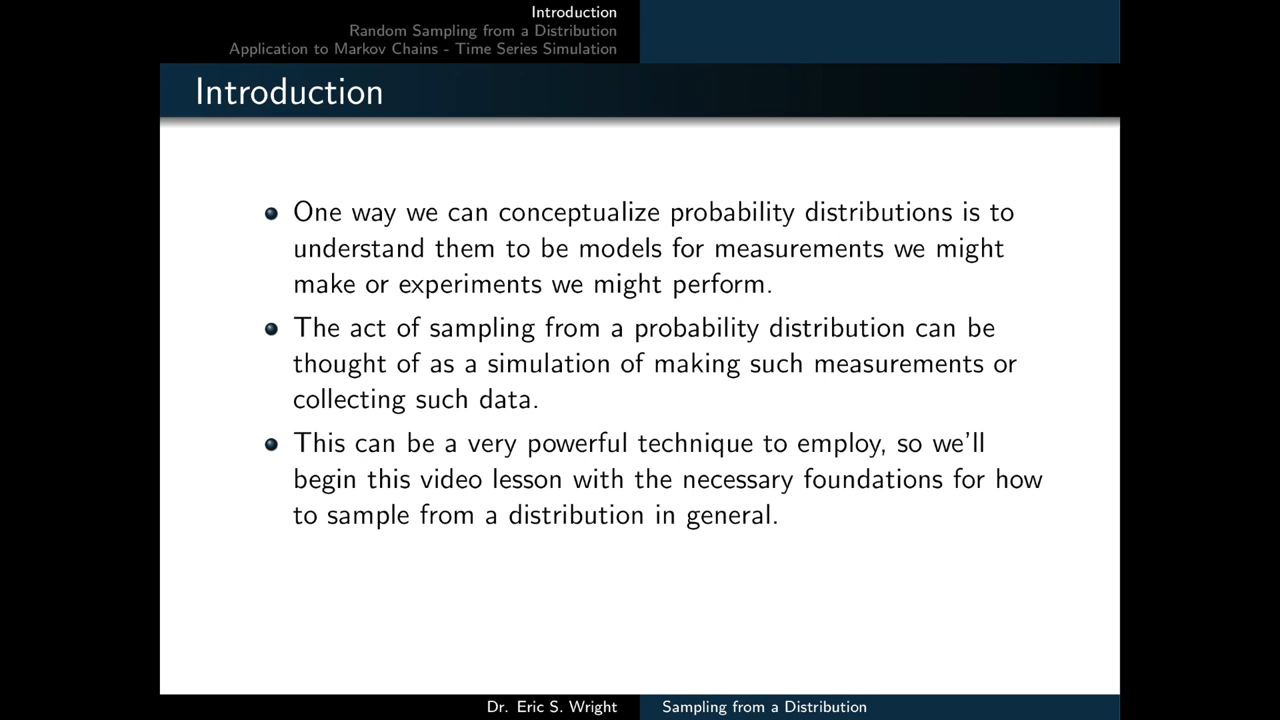 Introduction
Random Sampling from a Distribution
Application to Markov Chains - Time Series Simulation
Introduction
One way we can conceptualize probability distributions is to
understand them to be models for measurements we might
make or experiments we might perform.
The act of sampling from a probability distribution can be
thought of as a simulation of making such measurements or
collecting such data.
This can be a very powerful technique to employ, so we'll
begin this video lesson with the necessary foundations for how
to sample from a distribution in general.
Dr. Eric S. Wright
Sampling from a Distribution